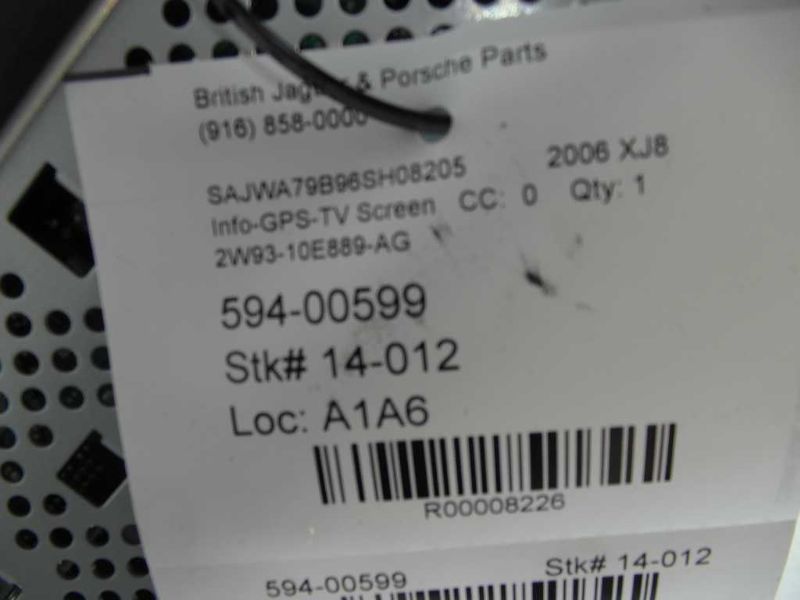 British Jaguar & Porsche Parts
(916) 858-0000
SAJWA79B96SH08205 2006 XJ8
Info-GPS-TV Screen CC: 0 Qty: 1
2W93-10E889-AG
594-00599
Stk# 14-012
Loc: A1A6
R00008226
594-00599 Stk# 14-012